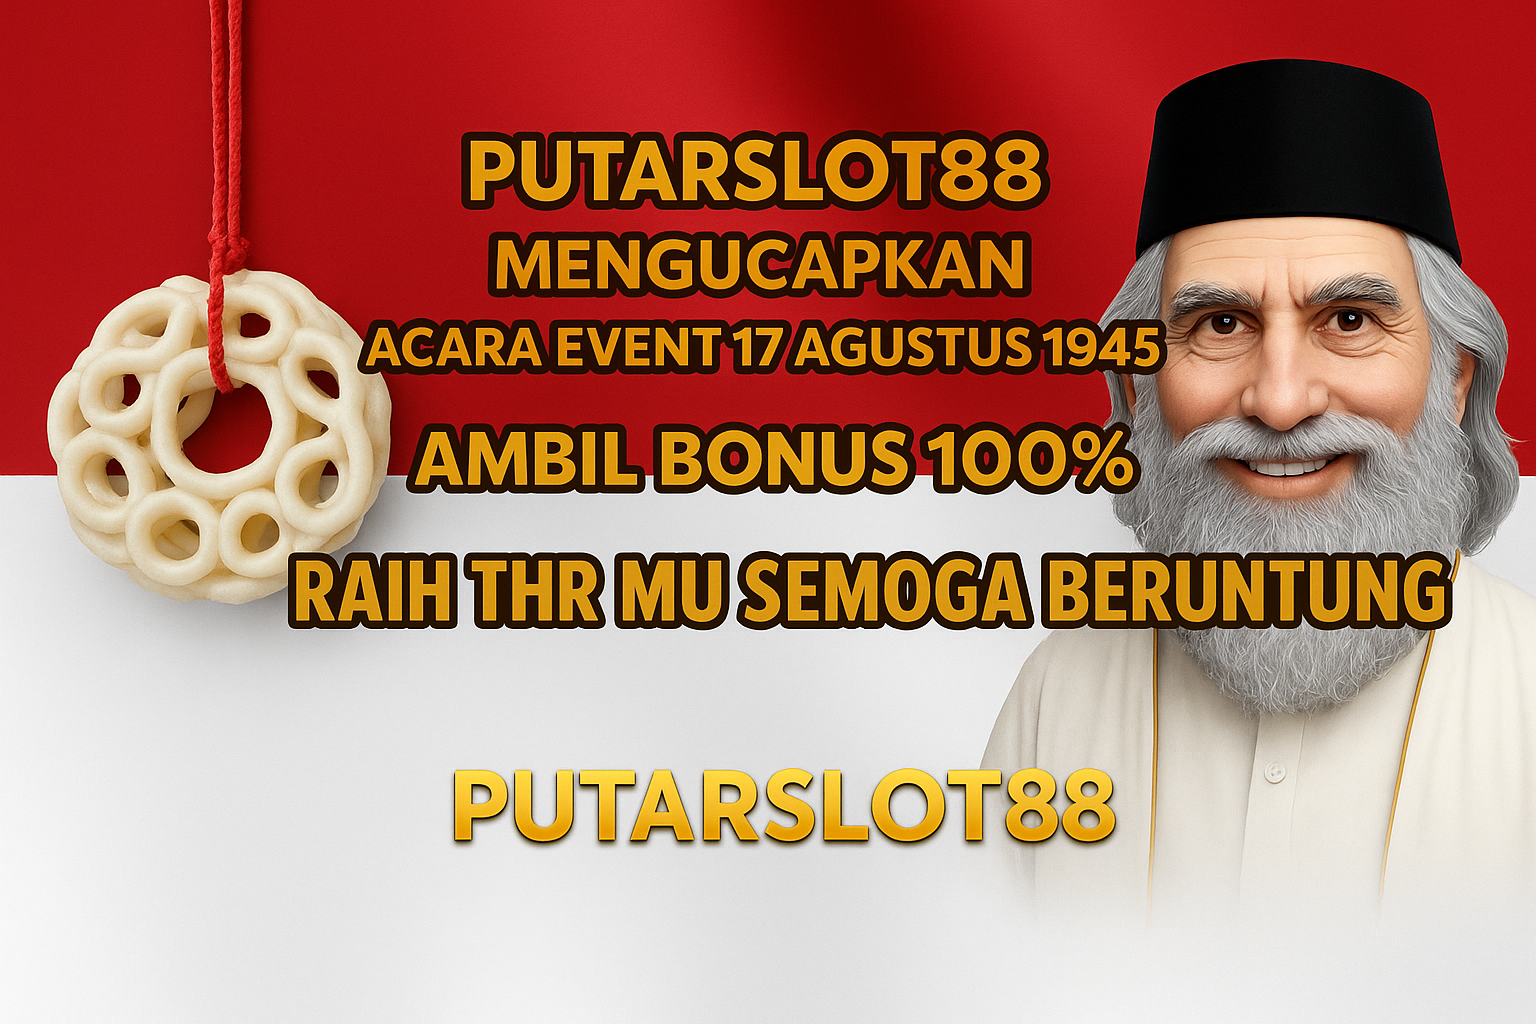 PUTARSLOT88
MENGUCAPKAN
ACARA EVENT 17 AGUSTUS 1945
AMBIL BONUS 100%
RAIH THR MU SEMOGA BERUNTUNG
PUTARSLOT88